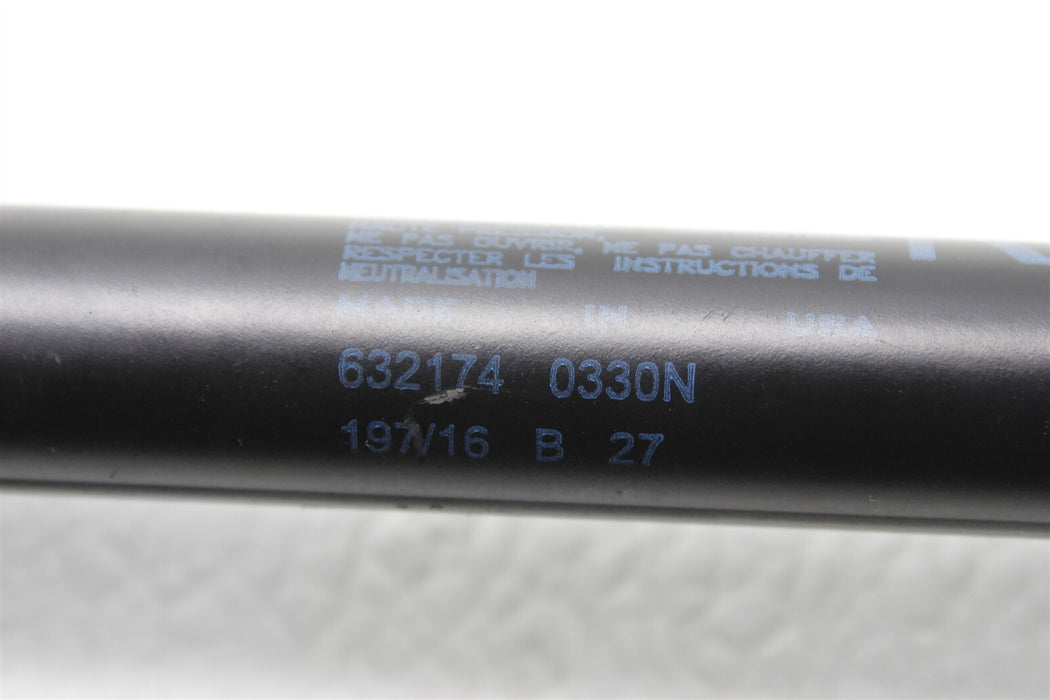 NE PAS OUVRIR, NE PAS CHAUFFER
RESPECTER LES INSTRUCTIONS DE
NEUTRALISATION
MADE IN USA
632174 0330N
197/16 B 27